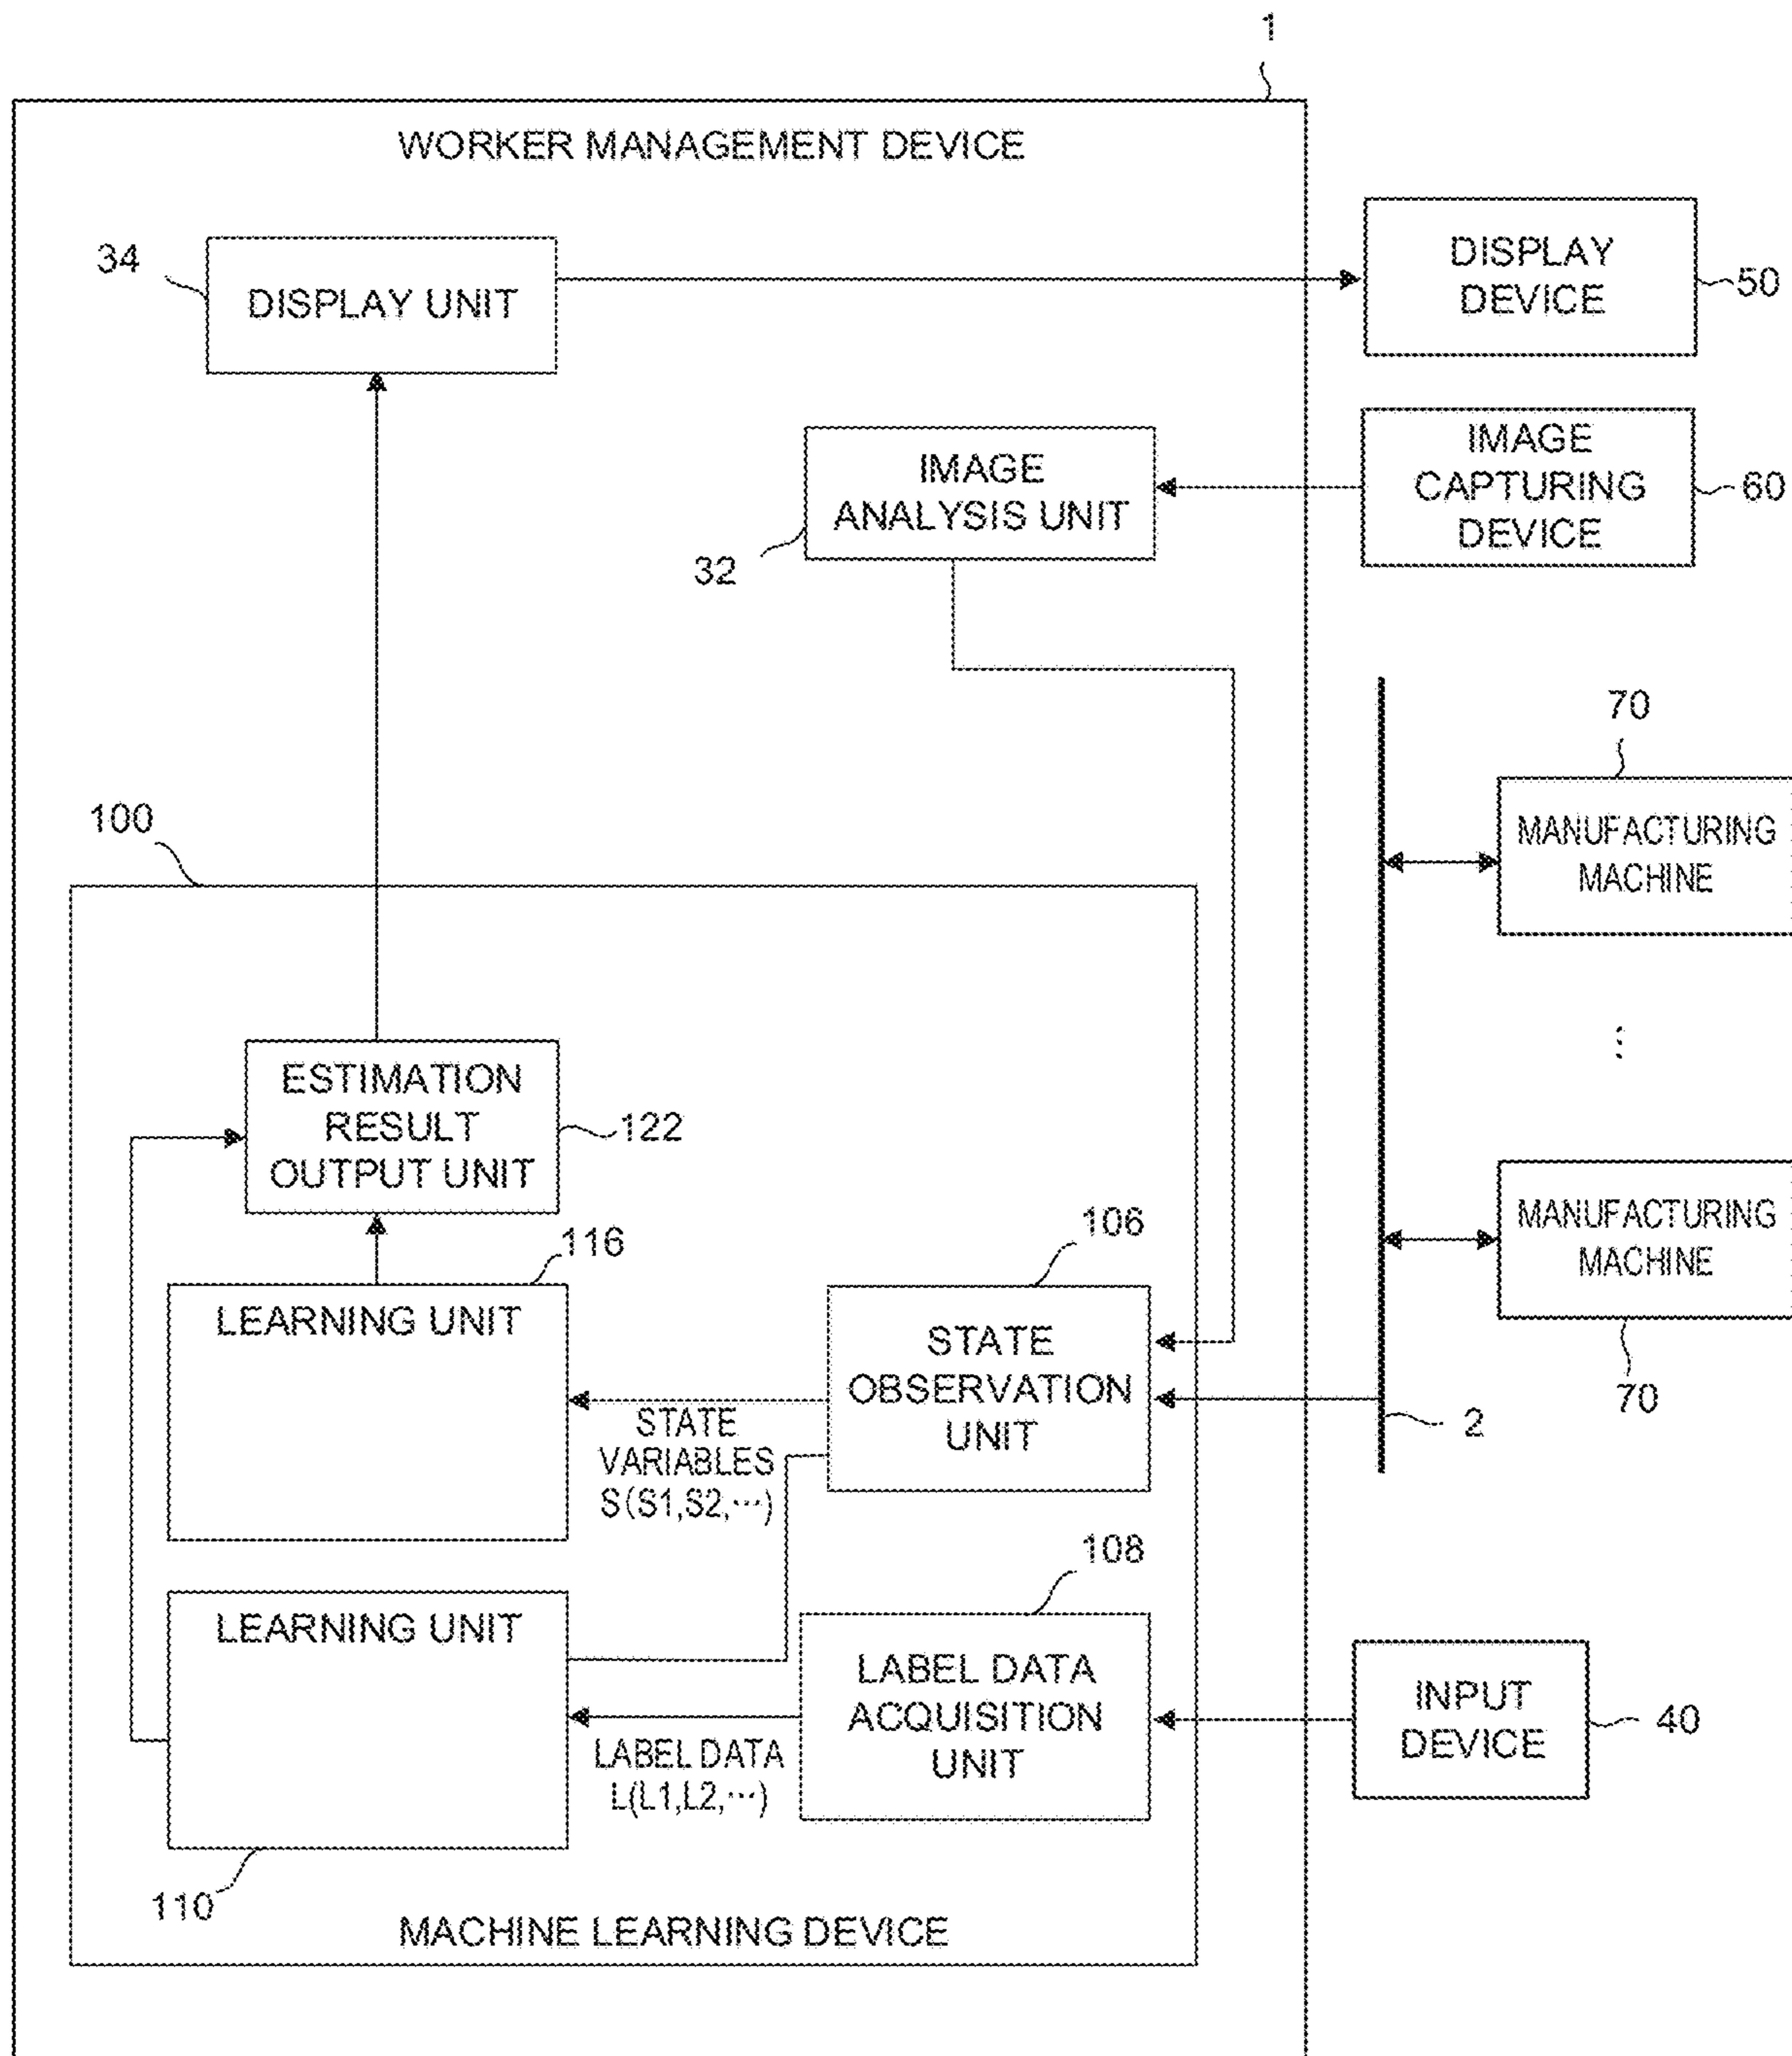 1
WORKER MANAGEMENT DEVICE
34
DISPLAY UNIT
DISPLAY
DEVICE
50
IMAGE
ANALYSIS UNIT
32
IMAGE
CAPTURING
DEVICE
60
70
MANUFACTURING
MACHINE
⋮
MANUFACTURING
MACHINE
70
2
100
ESTIMATION
RESULT
OUTPUT UNIT
122
116
LEARNING UNIT
106
STATE
OBSERVATION
UNIT
STATE
VARIABLES
S(S1,S2,⋯)
108
LEARNING UNIT
LABEL DATA
ACQUISITION
UNIT
LABEL DATA
L(L1,L2,⋯)
INPUT
DEVICE
40
110
MACHINE LEARNING DEVICE